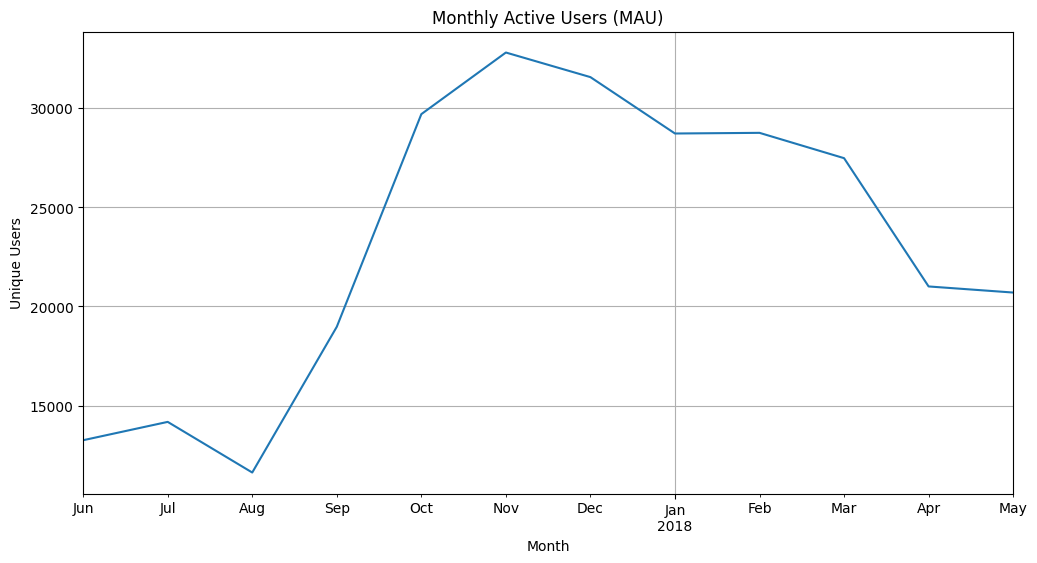 Monthly Active Users (MAU)
30000
25000
20000
15000
Unique Users
Jun Jul Aug Sep Oct Nov Dec Jan Feb Mar Apr May
2018
Month